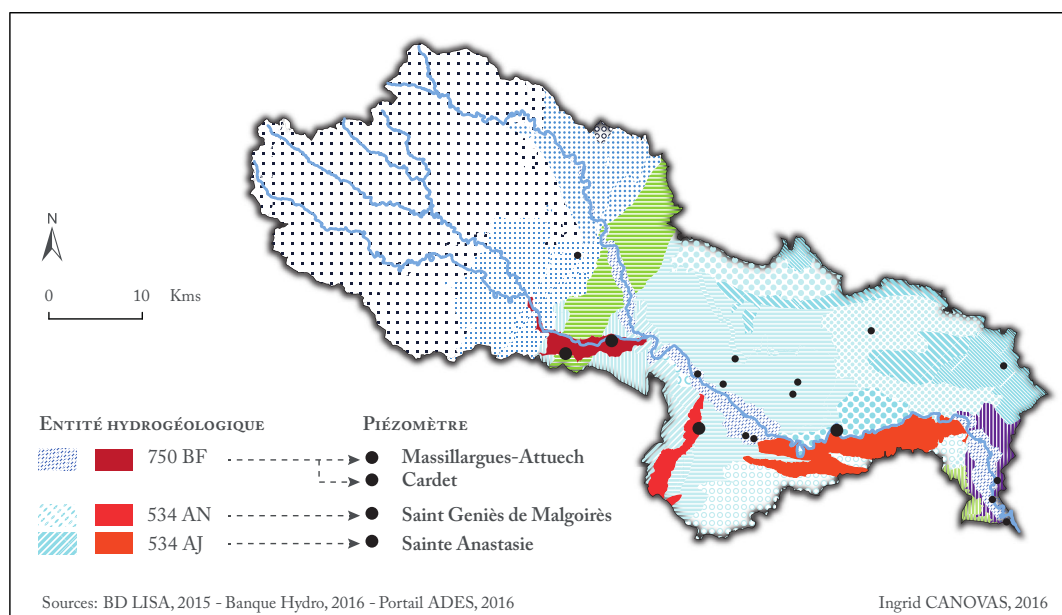 N
0 10 Kms
Entité hydrogéologique Piézomètre
750 BF Massillargues-Attuech
Cardet
534 AN Saint Geniès de Malgoirès
534 AJ Sainte Anastasie
Sources: BD LISA, 2015 - Banque Hydro, 2016 - Portail ADES, 2016 Ingrid CANOVAS, 2016